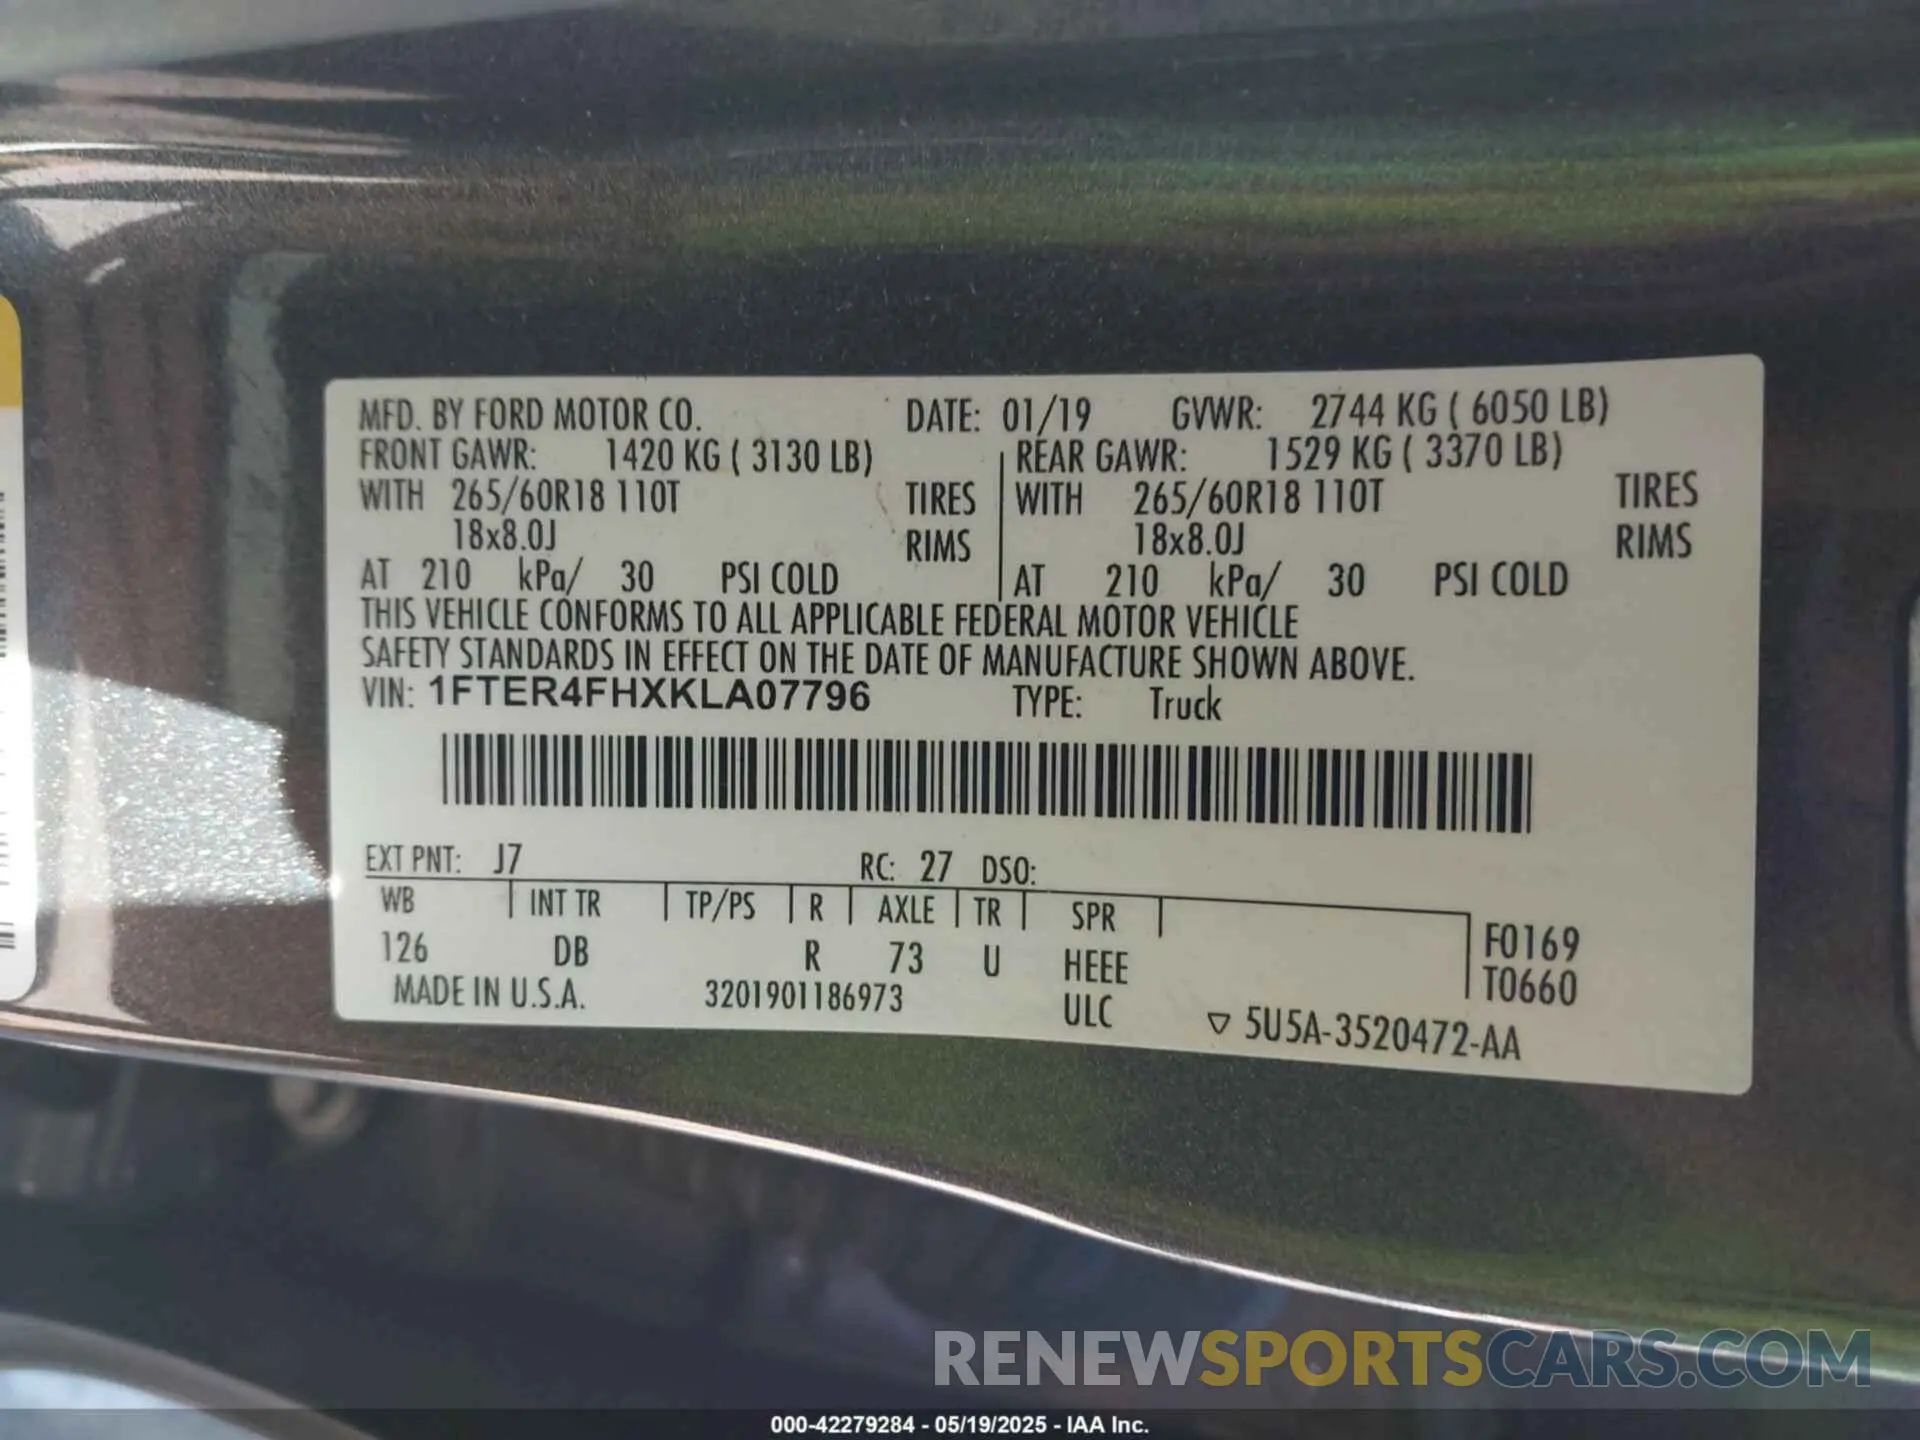 MFD. BY FORD MOTOR CO. DATE: 01/19 GVWR: 2744 KG ( 6050 LB)
FRONT GAWR: 1420 KG ( 3130 LB) REAR GAWR: 1529 KG ( 3370 LB)
WITH 265/60R18 110T TIRES WITH 265/60R18 110T TIRES
18x8.0J RIMS 18x8.0J RIMS
AT 210 kPa/ 30 PSI COLD AT 210 kPa/ 30 PSI COLD
THIS VEHICLE CONFORMS TO ALL APPLICABLE FEDERAL MOTOR VEHICLE
SAFETY STANDARDS IN EFFECT ON THE DATE OF MANUFACTURE SHOWN ABOVE.
VIN: 1FTER4FHXKLA07796 TYPE: Truck
EXT PNT: J7 RC: 27 DSO:
WB INT TR TP/PS R AXLE TR SPR
126 DB R 73 U HEEE F0169
ULC T0660
MADE IN U.S.A. 3201901186973 ▽ 5U5A-3520472-AA
RENEWSPORTSCARS.COM
000-42279284 - 05/19/2025 - IAA Inc.